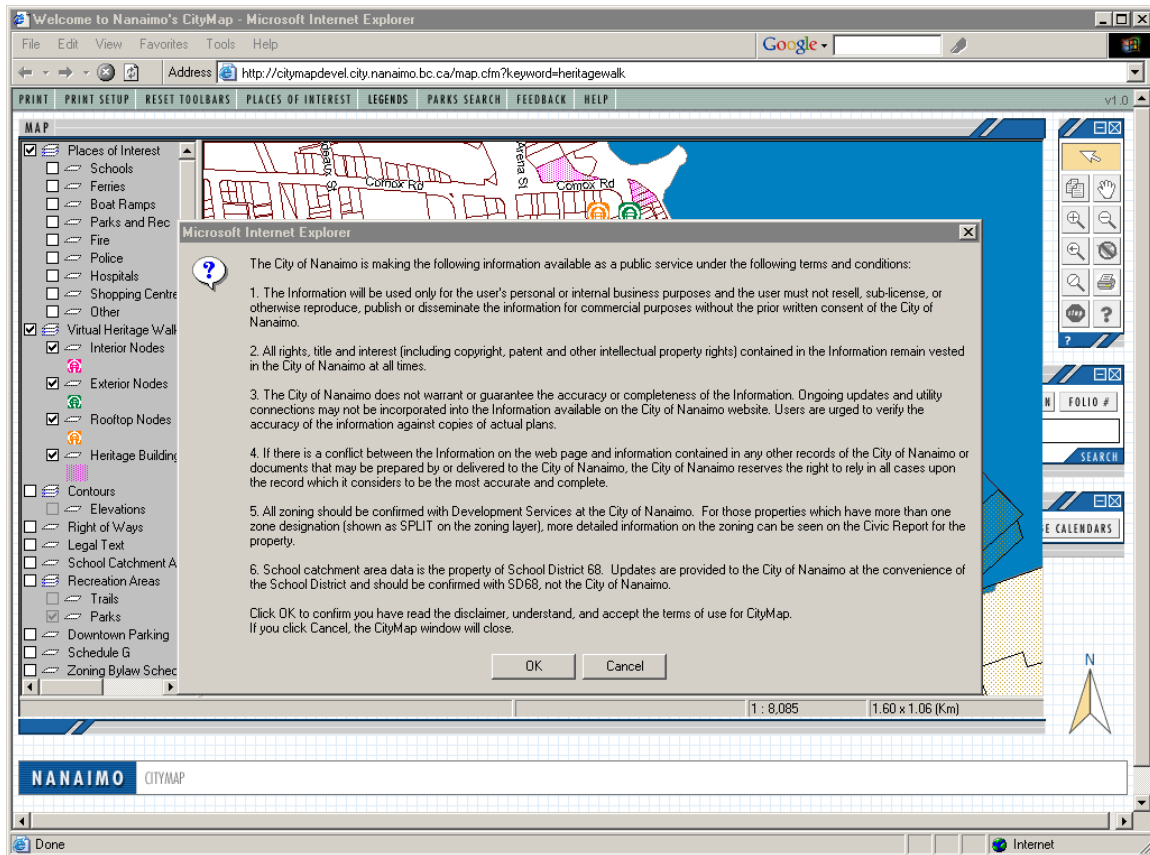 Welcome to Nanaimo's CityMap - Microsoft Internet Explorer
File Edit View Favorites Tools Help
Google
Address http://citymapdevel.city.nanaimo.bc.ca/map.cfm?keyword=heritagewalk
PRINT PRINT SETUP RESET TOOLBARS PLACES OF INTEREST LEGENDS PARKS SEARCH FEEDBACK HELP v1.0
MAP
Places of Interest
Schools
Ferries
Boat Ramps
Parks and Rec
Fire
Police
Hospitals
Shopping Centre
Other
Virtual Heritage Walk
Interior Nodes
Exterior Nodes
Rooftop Nodes
Heritage Building
Contours
Elevations
Right of Ways
Legal Text
School Catchment A
Recreation Areas
Trails
Parks
Downtown Parking
Schedule G
Zoning Bylaw Sched
deaux St
Comox Rd
Arena St
Comox Rd
Microsoft Internet Explorer
The City of Nanaimo is making the following information available as a public service under the following terms and conditions:
1. The Information will be used only for the user's personal or internal business purposes and the user must not resell, sub-license, or
otherwise reproduce, publish or disseminate the information for commercial purposes without the prior written consent of the City of
Nanaimo.
2. All rights, title and interest (including copyright, patent and other intellectual property rights) contained in the Information remain vested
in the City of Nanaimo at all times.
3. The City of Nanaimo does not warrant or guarantee the accuracy or completeness of the Information. Ongoing updates and utility
connections may not be incorporated into the Information available on the City of Nanaimo website. Users are urged to verify the
accuracy of the information against copies of actual plans.
4. If there is a conflict between the Information on the web page and information contained in any other records of the City of Nanaimo or
documents that may be prepared by or delivered to the City of Nanaimo, the City of Nanaimo reserves the right to rely in all cases upon
the record which it considers to be the most accurate and complete.
5. All zoning should be confirmed with Development Services at the City of Nanaimo. For those properties which have more than one
zone designation (shown as SPLIT on the zoning layer), more detailed information on the zoning can be seen on the Civic Report for the
property.
6. School catchment area data is the property of School District 68. Updates are provided to the City of Nanaimo at the convenience of
the School District and should be confirmed with SD68, not the City of Nanaimo.
Click OK to confirm you have read the disclaimer, understand, and accept the terms of use for CityMap.
If you click Cancel, the CityMap window will close.
OK Cancel
stop ?
?
N FOLIO #
SEARCH
E CALENDARS
N
1 : 8,085 1.60 x 1.06 (Km)
NANAIMO CITYMAP
Done Internet